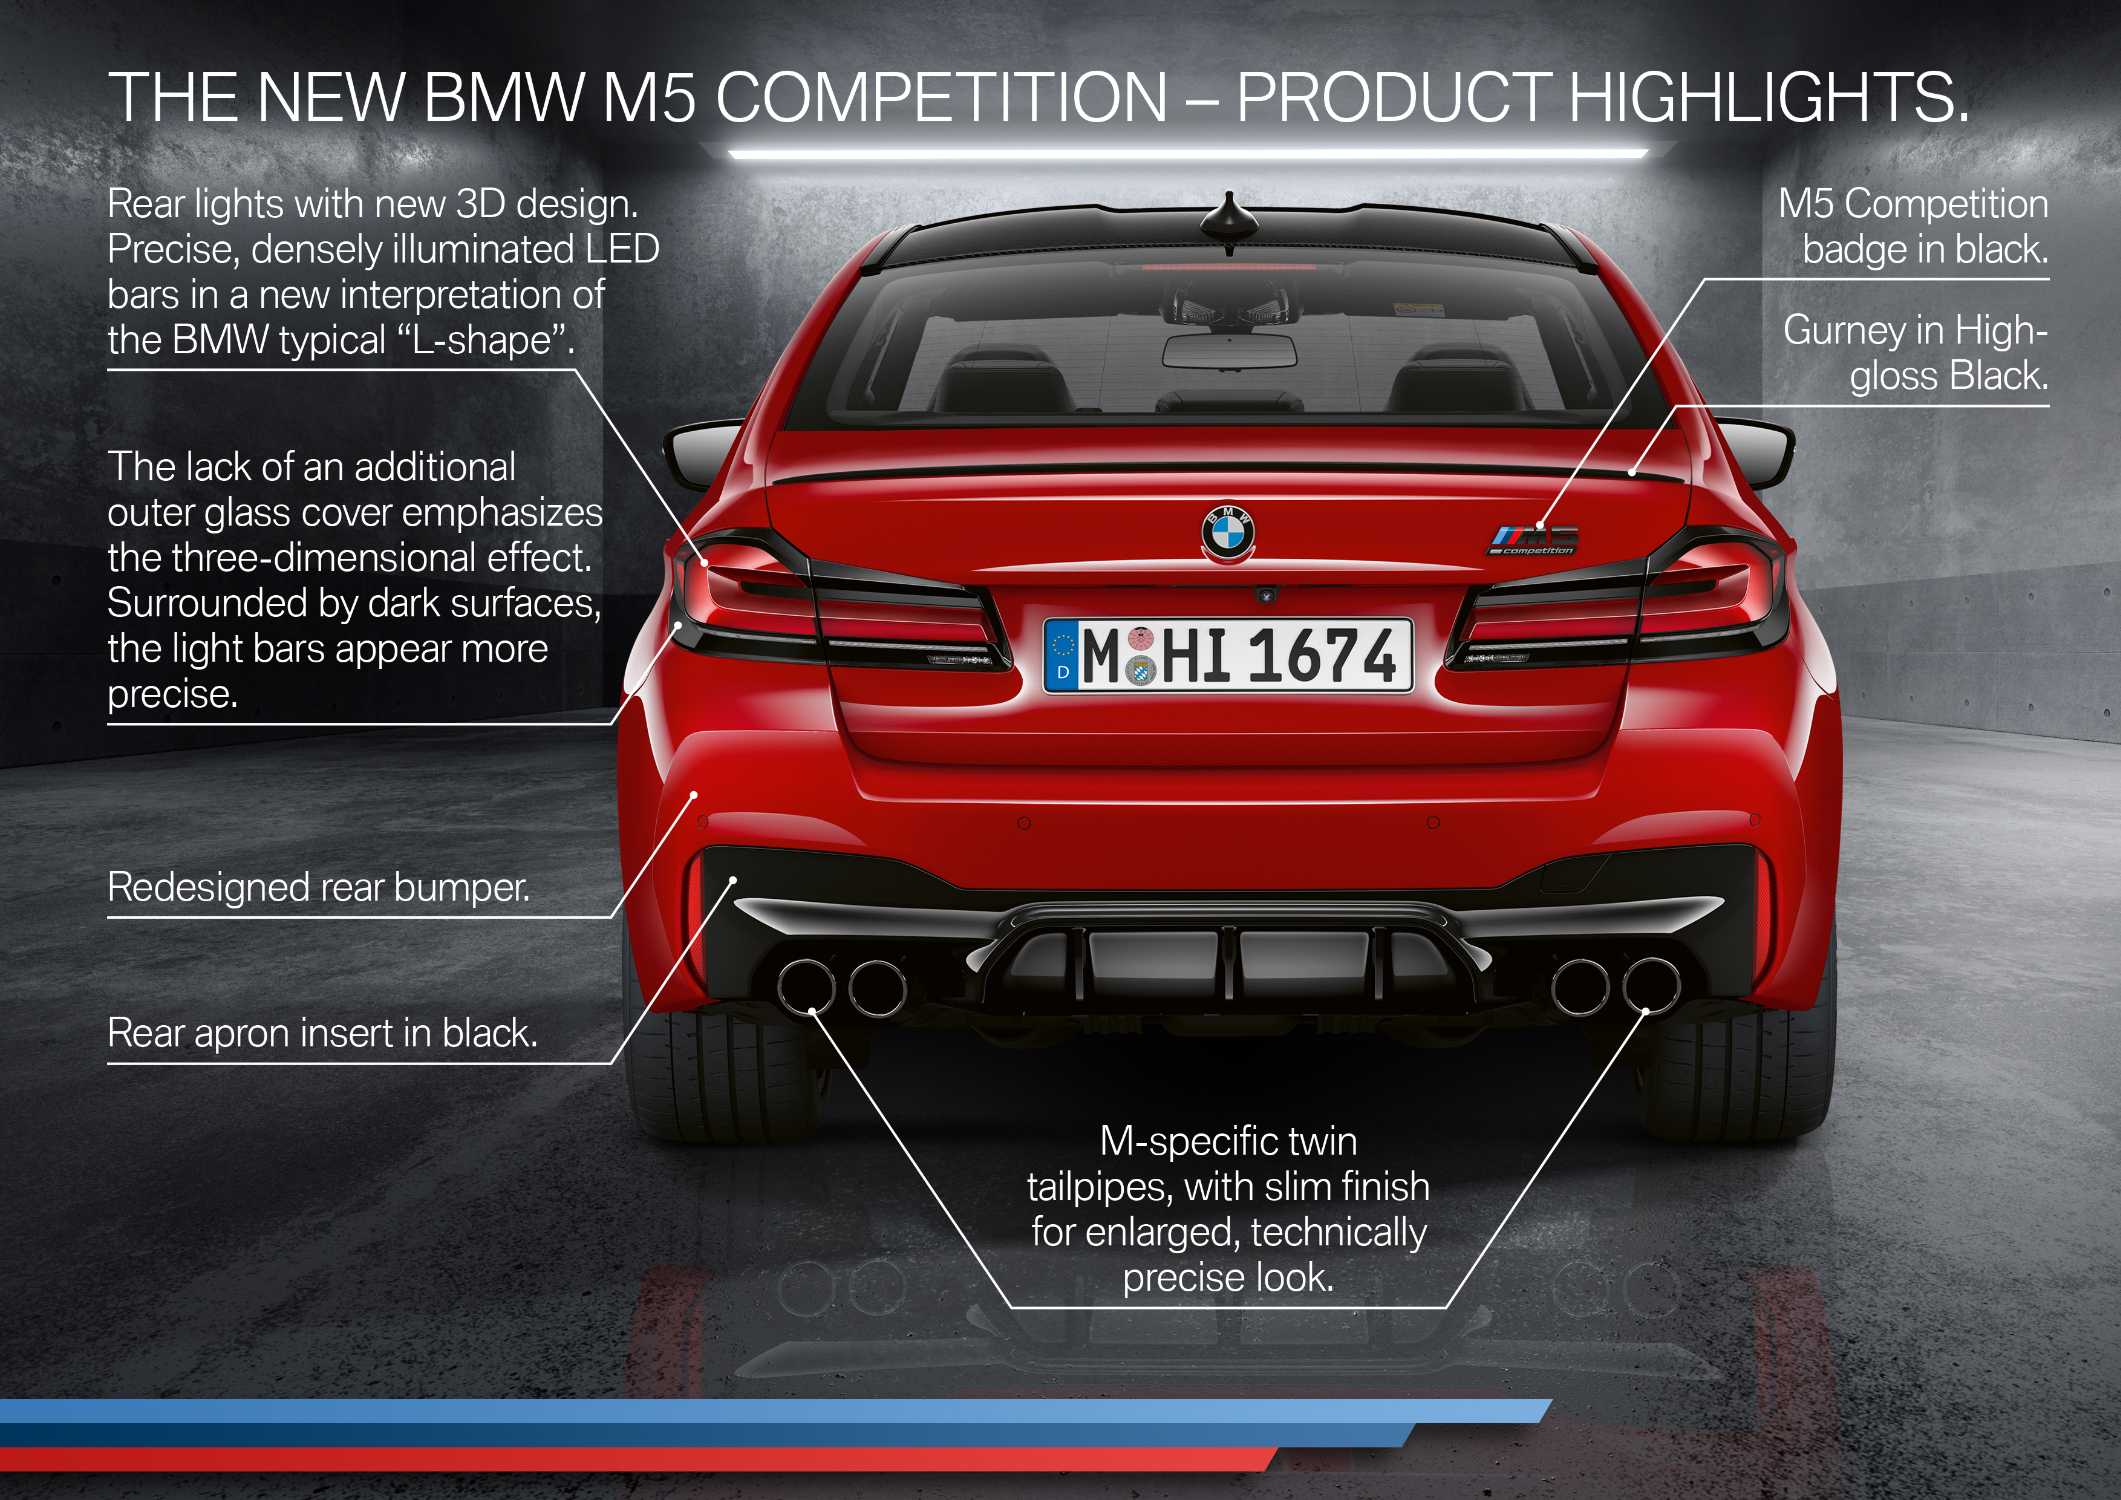 THE NEW BMW M5 COMPETITION – PRODUCT HIGHLIGHTS.
Rear lights with new 3D design.
Precise, densely illuminated LED
bars in a new interpretation of
the BMW typical “L-shape”.
M5 Competition
badge in black.
Gurney in High-
gloss Black.
The lack of an additional
outer glass cover emphasizes
the three-dimensional effect.
Surrounded by dark surfaces,
the light bars appear more
precise.
BMW
M5
competition
D
M HI 1674
Redesigned rear bumper.
Rear apron insert in black.
M-specific twin
tailpipes, with slim finish
for enlarged, technically
precise look.